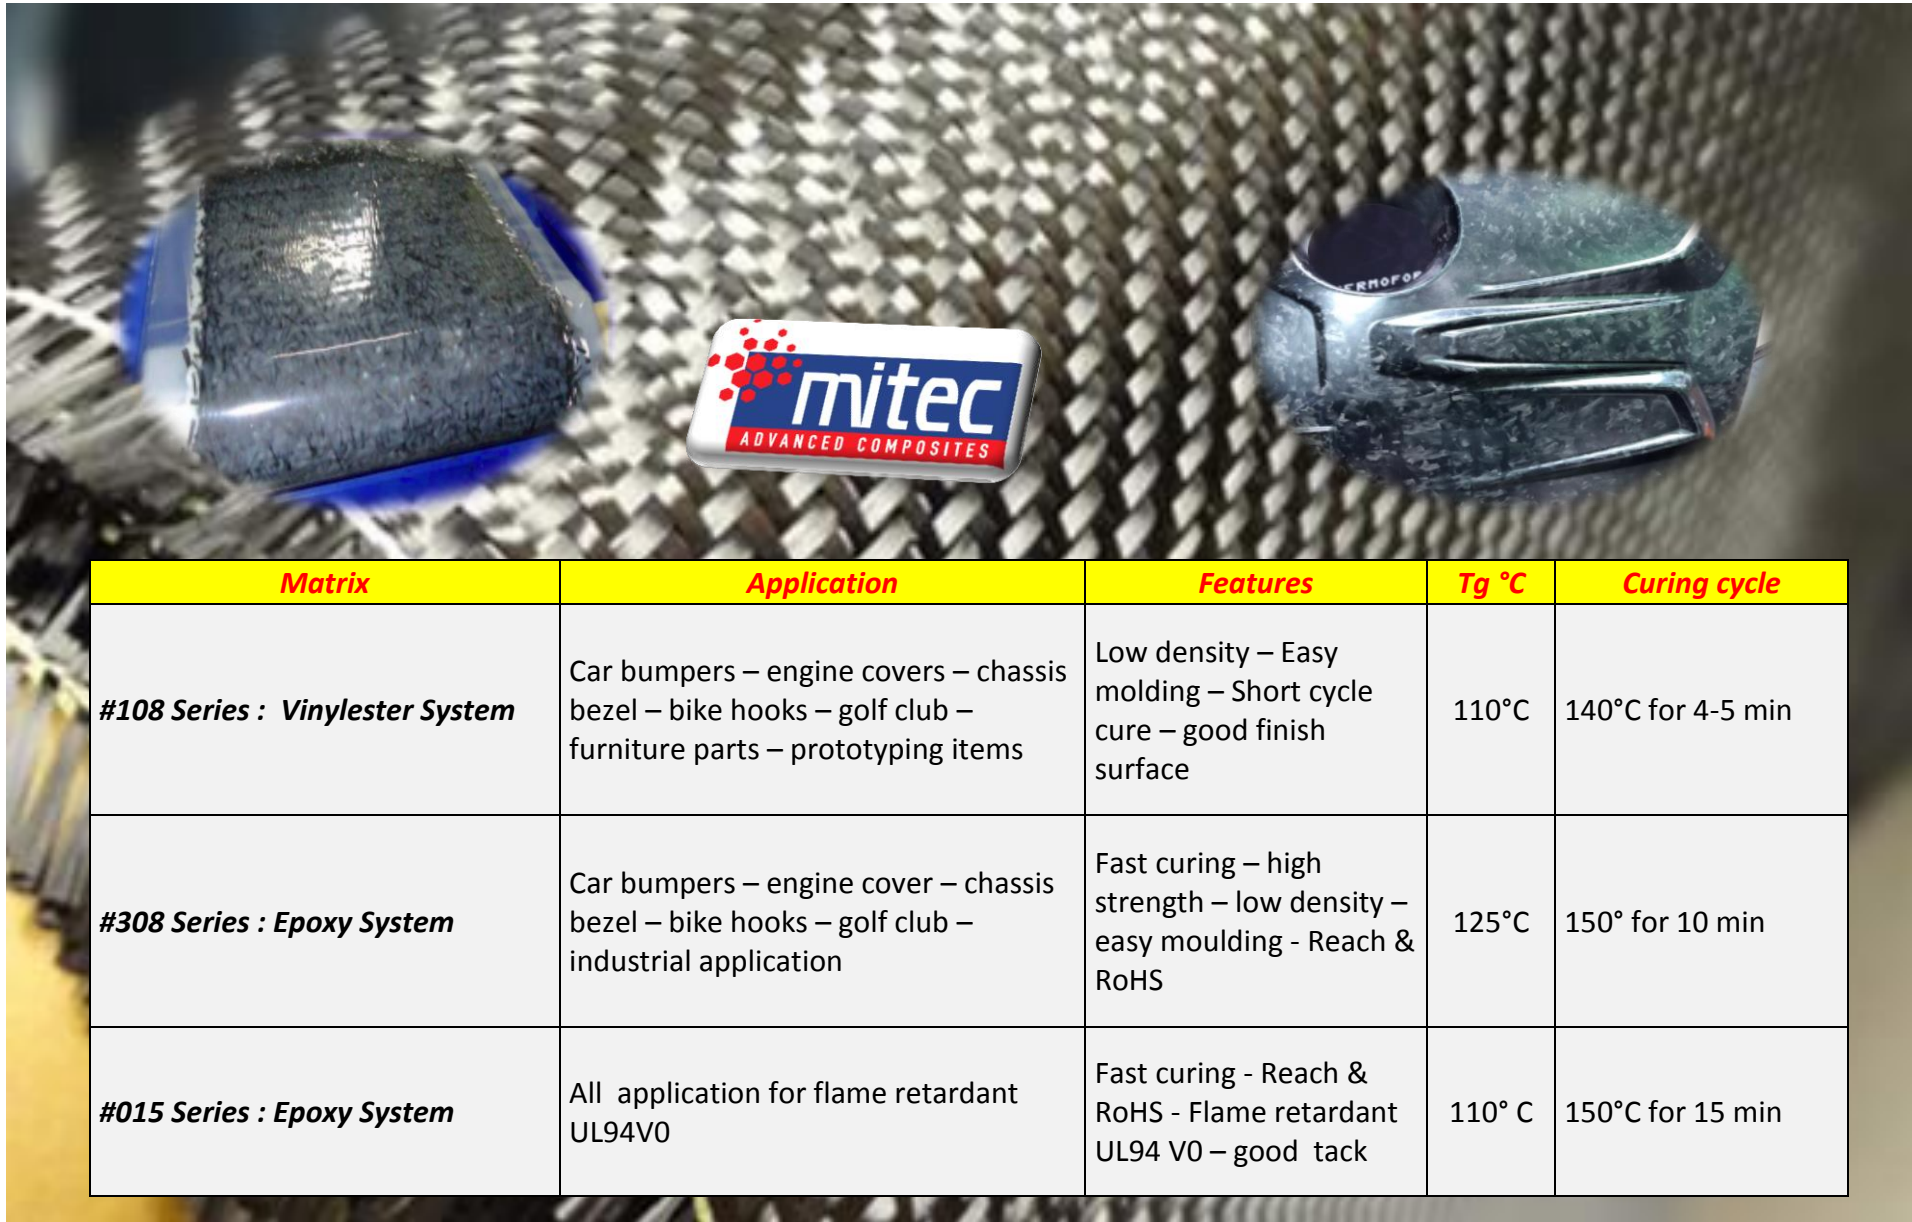 ERMOFOR
mitec
ADVANCED COMPOSITES
Matrix
Application
Features
Tg °C
Curing cycle
#108 Series :  Vinylester System
Car bumpers – engine covers – chassis
bezel – bike hooks – golf club –
furniture parts – prototyping items
Low density – Easy
molding – Short cycle
cure – good finish
surface
110°C
140°C for 4-5 min
#308 Series : Epoxy System
Car bumpers – engine cover – chassis
bezel – bike hooks – golf club –
industrial application
Fast curing – high
strength – low density –
easy moulding - Reach &
RoHS
125°C
150° for 10 min
#015 Series : Epoxy System
All  application for flame retardant
UL94V0
Fast curing - Reach &
RoHS - Flame retardant
UL94 V0 – good  tack
110° C
150°C for 15 min